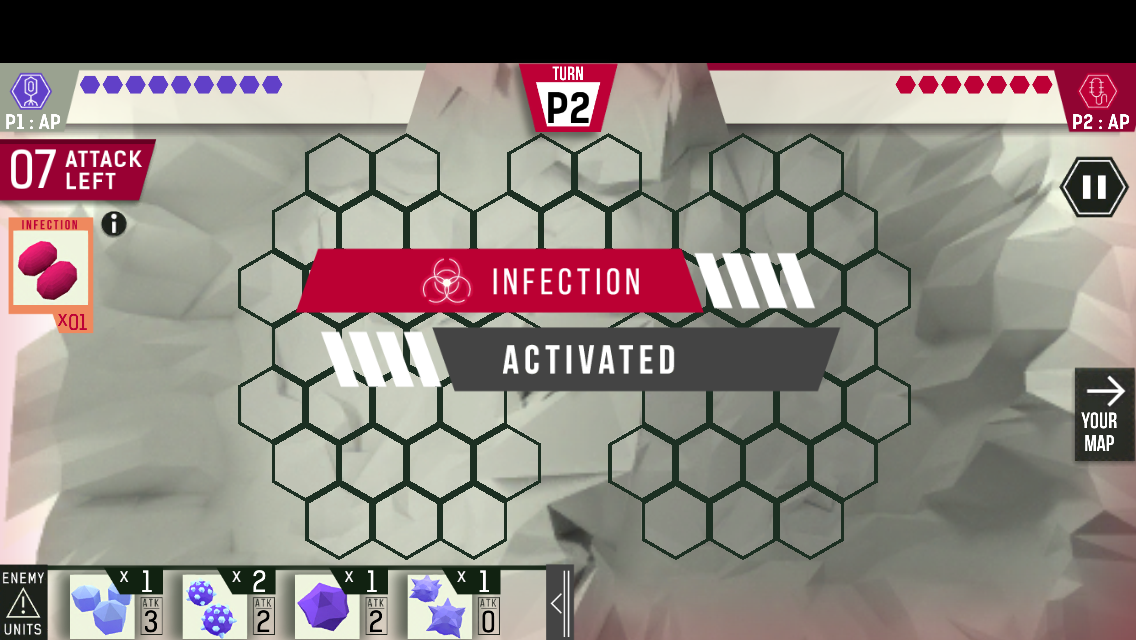 TURN
P2
P1 : AP
P2 : AP
07 ATTACK
LEFT
INFECTION
i
X01
INFECTION
ACTIVATED
YOUR
MAP
ENEMY
UNITS
X 1
ATK
3
X 2
ATK
2
X 1
ATK
2
X 1
ATK
0